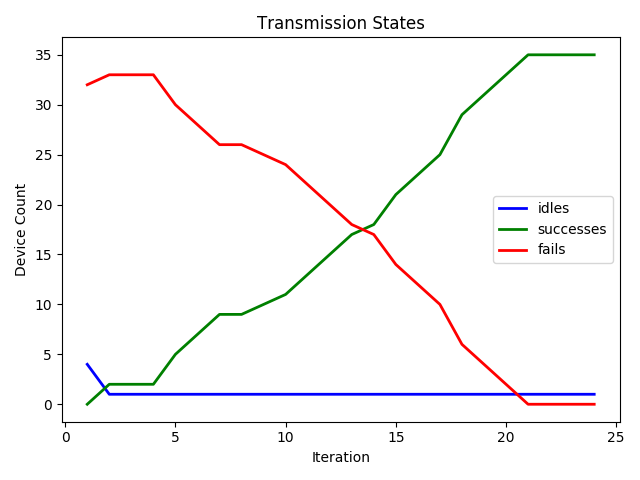 Transmission States
Device Count
35
30
25
20
15
10
5
0
idles
successes
fails
0 5 10 15 20 25
Iteration